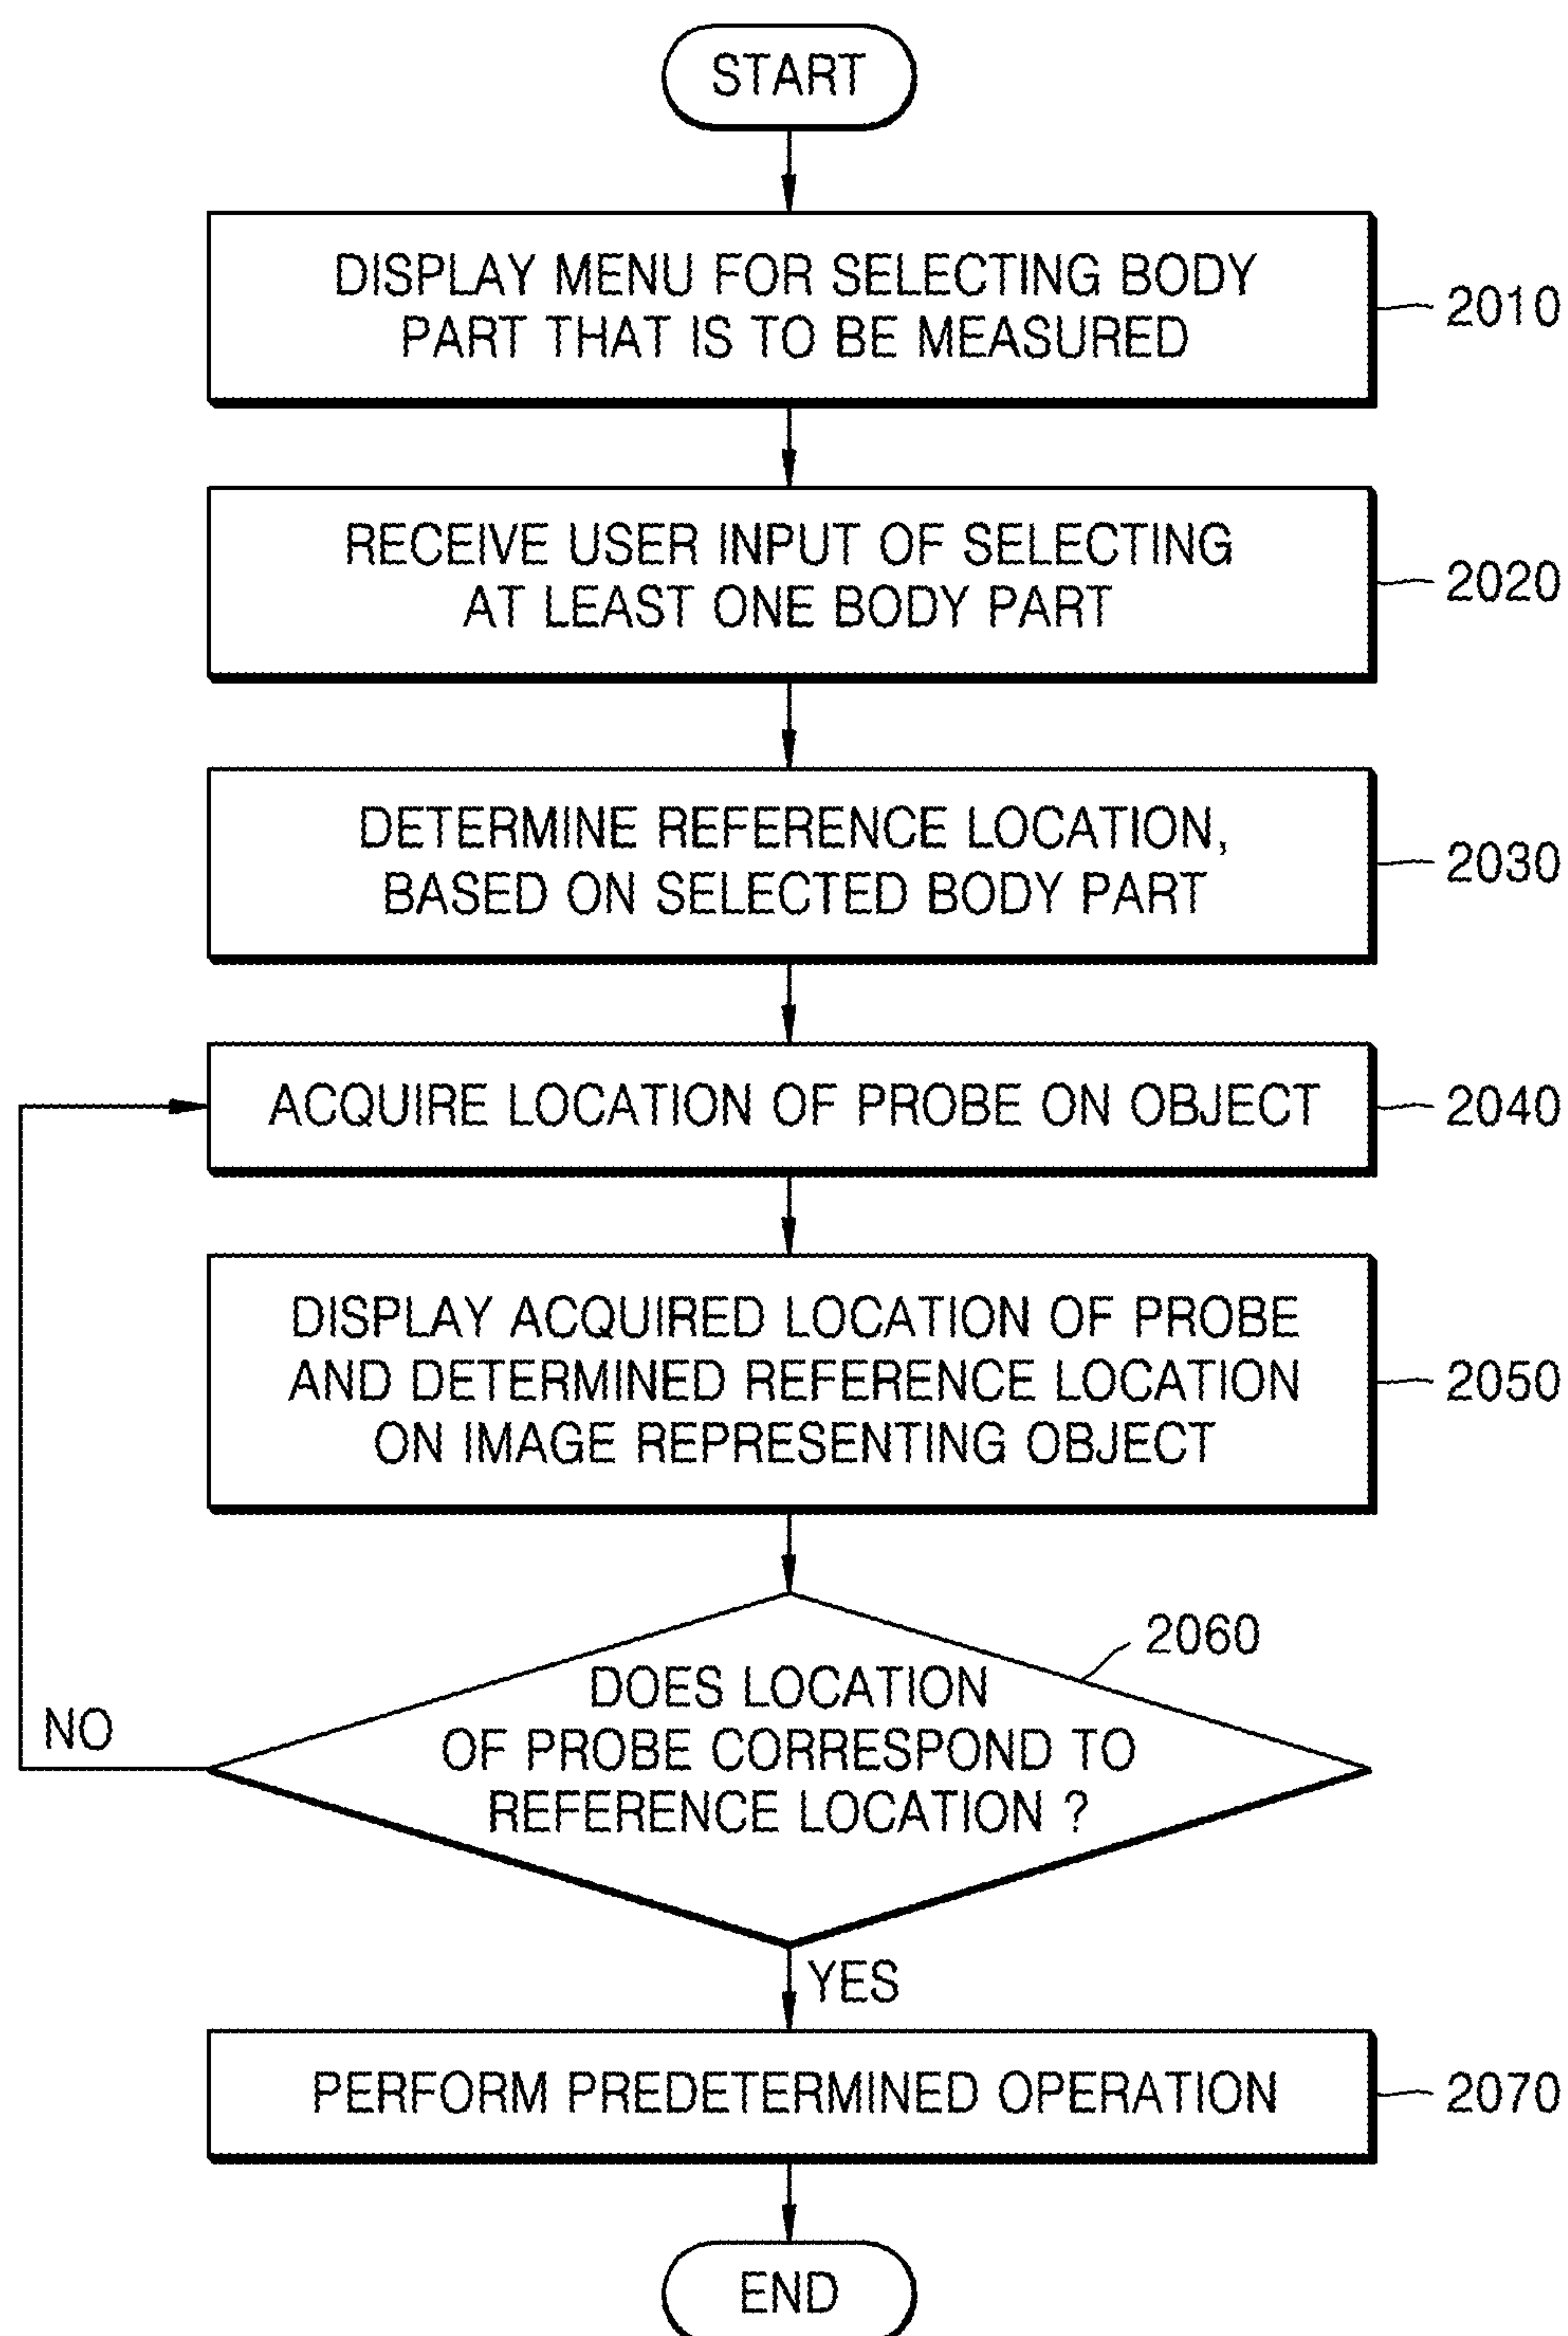 START
DISPLAY MENU FOR SELECTING BODY
PART THAT IS TO BE MEASURED
2010
RECEIVE USER INPUT OF SELECTING
AT LEAST ONE BODY PART
2020
DETERMINE REFERENCE LOCATION,
BASED ON SELECTED BODY PART
2030
ACQUIRE LOCATION OF PROBE ON OBJECT
2040
DISPLAY ACQUIRED LOCATION OF PROBE
AND DETERMINED REFERENCE LOCATION
ON IMAGE REPRESENTING OBJECT
2050
2060
DOES LOCATION
OF PROBE CORRESPOND TO
REFERENCE LOCATION ?
NO
YES
PERFORM PREDETERMINED OPERATION
2070
END